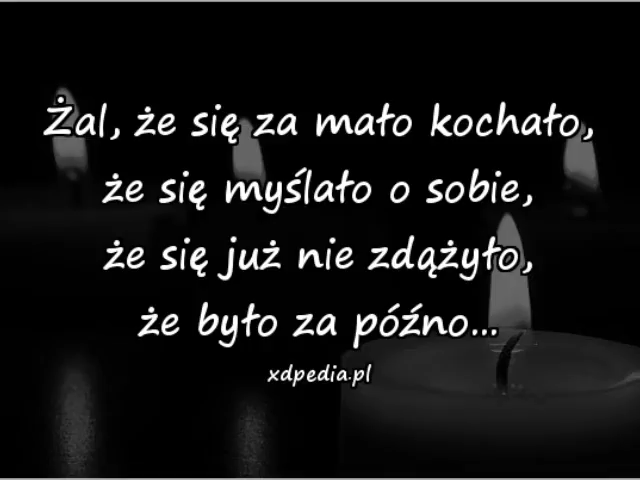 Żal, że się za mało kochało,
że się myślało o sobie,
że się już nie zdążyło,
że było za późno...
xdpedia.pl